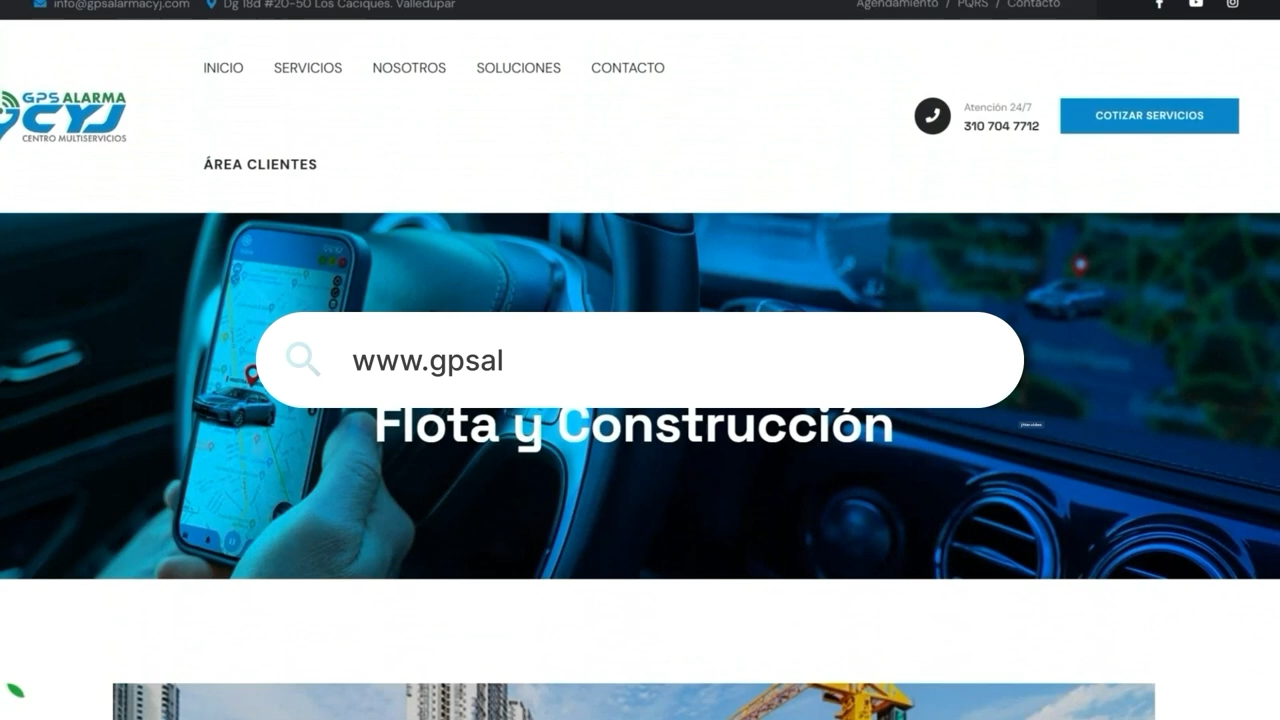 info@gpsalarmacyj.com Dg 18d #20-50 Los Caciques. Valledupar Agendamiento / PQRS / Contacto
INICIO SERVICIOS NOSOTROS SOLUCIONES CONTACTO
GPS ALARMA
CYJ
CENTRO MULTISERVICIOS
Atención 24/7
310 704 7712
COTIZAR SERVICIOS
ÁREA CLIENTES
www.gpsal
Flota y Construcción